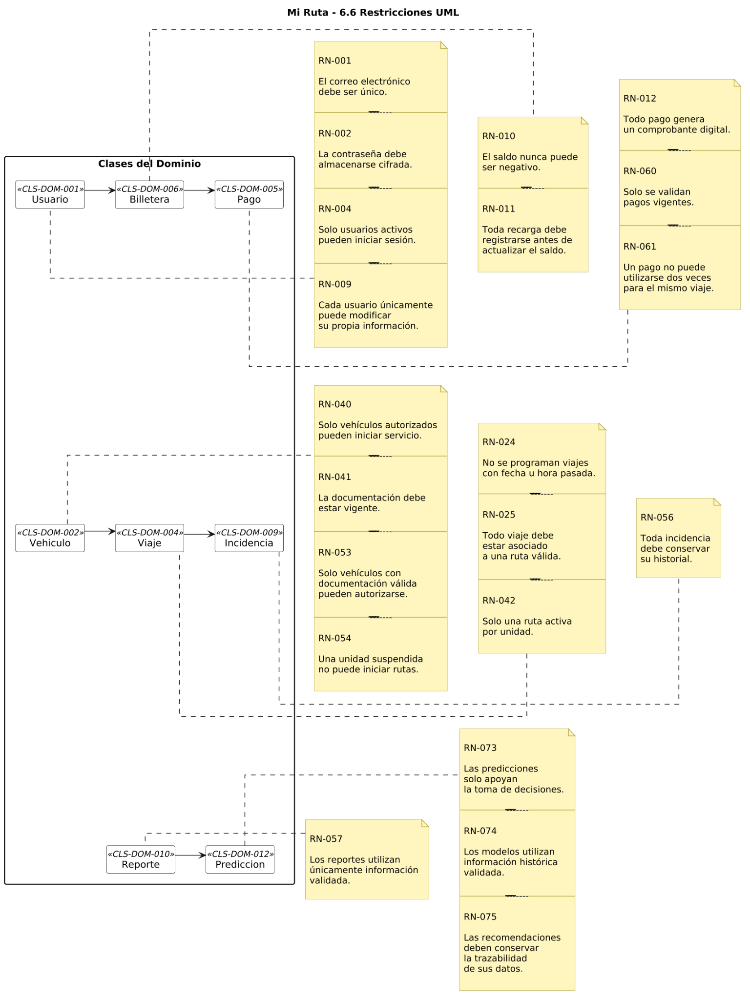 Mi Ruta - 6.6 Restricciones UML
Clases del Dominio
«CLS-DOM-001»
Usuario
«CLS-DOM-006»
Billetera
«CLS-DOM-005»
Pago
RN-001
El correo electrónico
debe ser único.
RN-002
La contraseña debe
almacenarse cifrada.
RN-004
Solo usuarios activos
pueden iniciar sesión.
RN-009
Cada usuario únicamente
puede modificar
su propia información.
RN-010
El saldo nunca puede
ser negativo.
RN-011
Toda recarga debe
registrarse antes de
actualizar el saldo.
RN-012
Todo pago genera
un comprobante digital.
RN-060
Solo se validan
pagos vigentes.
RN-061
Un pago no puede
utilizarse dos veces
para el mismo viaje.
«CLS-DOM-002»
Vehiculo
«CLS-DOM-004»
Viaje
«CLS-DOM-009»
Incidencia
RN-040
Solo vehículos autorizados
pueden iniciar servicio.
RN-041
La documentación debe
estar vigente.
RN-053
Solo vehículos con
documentación válida
pueden autorizarse.
RN-054
Una unidad suspendida
no puede iniciar rutas.
RN-024
No se programan viajes
con fecha u hora pasada.
RN-025
Todo viaje debe
estar asociado
a una ruta válida.
RN-042
Solo una ruta activa
por unidad.
RN-056
Toda incidencia
debe conservar
su historial.
«CLS-DOM-010»
Reporte
«CLS-DOM-012»
Prediccion
RN-057
Los reportes utilizan
únicamente información
validada.
RN-073
Las predicciones
solo apoyan
la toma de decisiones.
RN-074
Los modelos utilizan
información histórica
validada.
RN-075
Las recomendaciones
deben conservar
la trazabilidad
de sus datos.